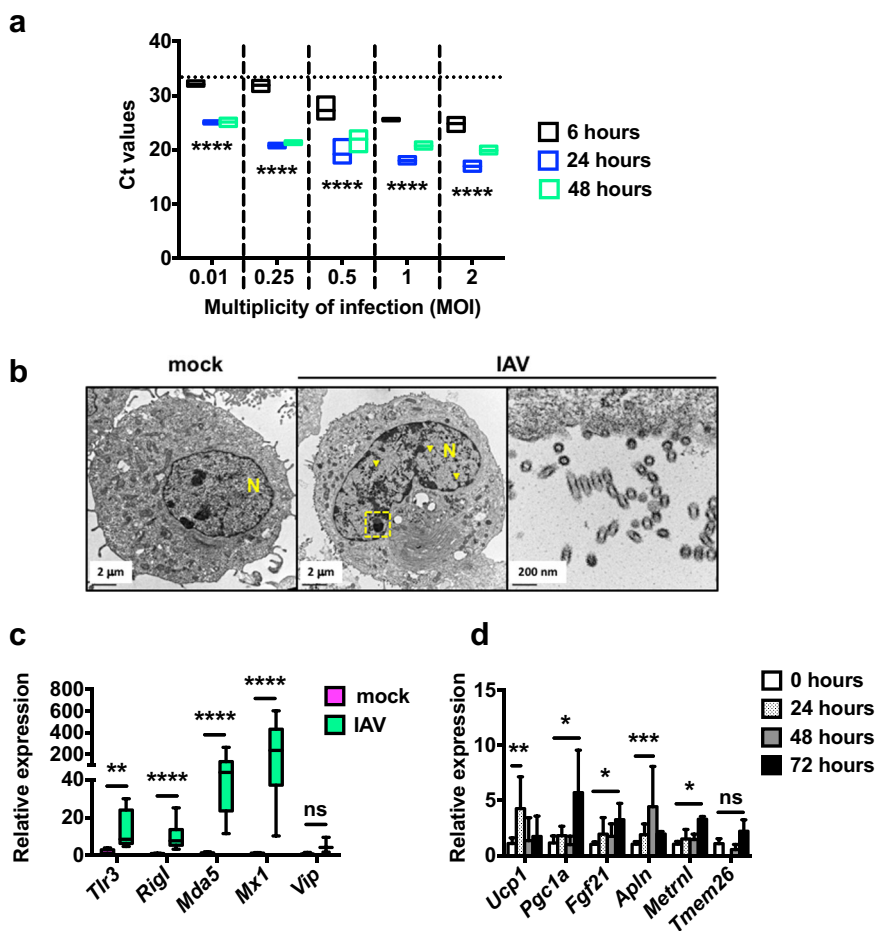 a
40
30
20
10
0
Ct values
****
****
****
****
****
0.01 0.25 0.5 1 2
Multiplicity of infection (MOI)
6 hours
24 hours
48 hours
b
mock IAV
N
2 µm
N
2 µm
200 nm
c
Relative expression
800
600
400
200
40
20
0
**
****
****
****
ns
Tlr3 Rigl Mda5 Mx1 Vip
mock
IAV
d
Relative expression
15
10
5
0
**
*
*
***
*
ns
Ucp1 Pgc1a Fgf21 Apln Metrnl Tmem26
0 hours
24 hours
48 hours
72 hours